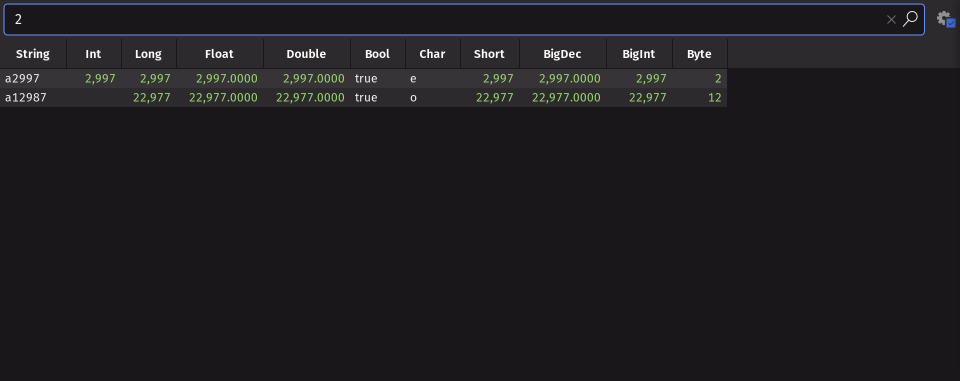 2
String Int Long Float Double Bool Char Short BigDec BigInt Byte
a2997 2,997 2,997 2,997.0000 2,997.0000 true e 2,997 2,997.0000 2,997 2
a12987 22,977 22,977.0000 22,977.0000 true o 22,977 22,977.0000 22,977 12